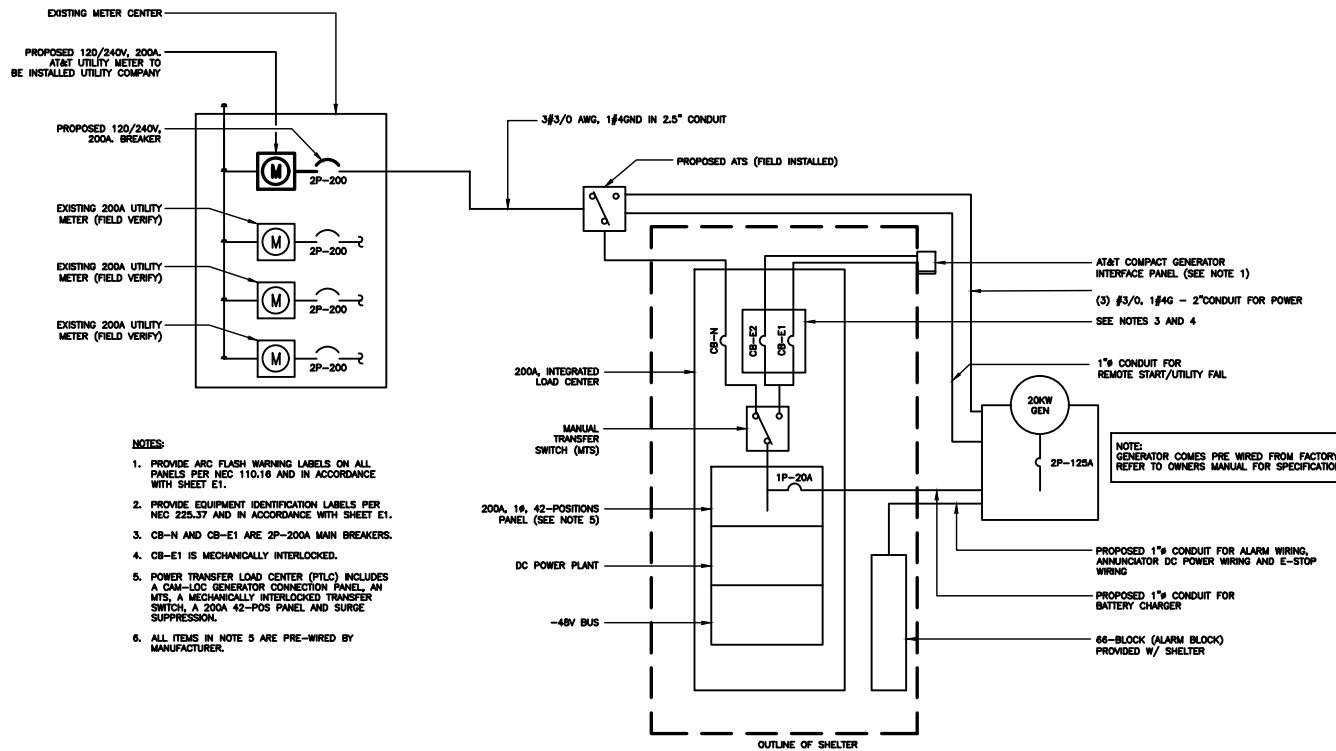 EXISTING METER CENTER
PROPOSED 120/240V, 200A.
AT&T UTILITY METER TO
BE INSTALLED UTILITY COMPANY
PROPOSED 120/240V,
200A. BREAKER
M
2P-200
EXISTING 200A UTILITY
METER (FIELD VERIFY)
M
2P-200
EXISTING 200A UTILITY
METER (FIELD VERIFY)
M
2P-200
EXISTING 200A UTILITY
METER (FIELD VERIFY)
M
2P-200
3#3/0 AWG, 1#4GND IN 2.5" CONDUIT
PROPOSED ATS (FIELD INSTALLED)
AT&T COMPACT GENERATOR
INTERFACE PANEL (SEE NOTE 1)
(3) #3/0, 1#4G - 2"CONDUIT FOR POWER
SEE NOTES 3 AND 4
CB-N
CB-E2
CB-E1
200A, INTEGRATED
LOAD CENTER
1"ø CONDUIT FOR
REMOTE START/UTILITY FAIL
20KW
GEN
2P-125A
NOTE:
GENERATOR COMES PRE WIRED FROM FACTORY
REFER TO OWNERS MANUAL FOR SPECIFICATION
MANUAL
TRANSFER
SWITCH (MTS)
1P-20A
200A, 1ø, 42-POSITIONS
PANEL (SEE NOTE 5)
DC POWER PLANT
-48V BUS
PROPOSED 1"ø CONDUIT FOR ALARM WIRING,
ANNUNCIATOR DC POWER WIRING AND E-STOP
WIRING
PROPOSED 1"ø CONDUIT FOR
BATTERY CHARGER
66-BLOCK (ALARM BLOCK)
PROVIDED W/ SHELTER
OUTLINE OF SHELTER
NOTES:
1. PROVIDE ARC FLASH WARNING LABELS ON ALL
PANELS PER NEC 110.16 AND IN ACCORDANCE
WITH SHEET E1.
2. PROVIDE EQUIPMENT IDENTIFICATION LABELS PER
NEC 225.37 AND IN ACCORDANCE WITH SHEET E1.
3. CB-N AND CB-E1 ARE 2P-200A MAIN BREAKERS.
4. CB-E1 IS MECHANICALLY INTERLOCKED.
5. POWER TRANSFER LOAD CENTER (PTLC) INCLUDES
A CAM-LOC GENERATOR CONNECTION PANEL, AN
MTS, A MECHANICALLY INTERLOCKED TRANSFER
SWITCH, A 200A 42-POS PANEL AND SURGE
SUPPRESSION.
6. ALL ITEMS IN NOTE 5 ARE PRE-WIRED BY
MANUFACTURER.